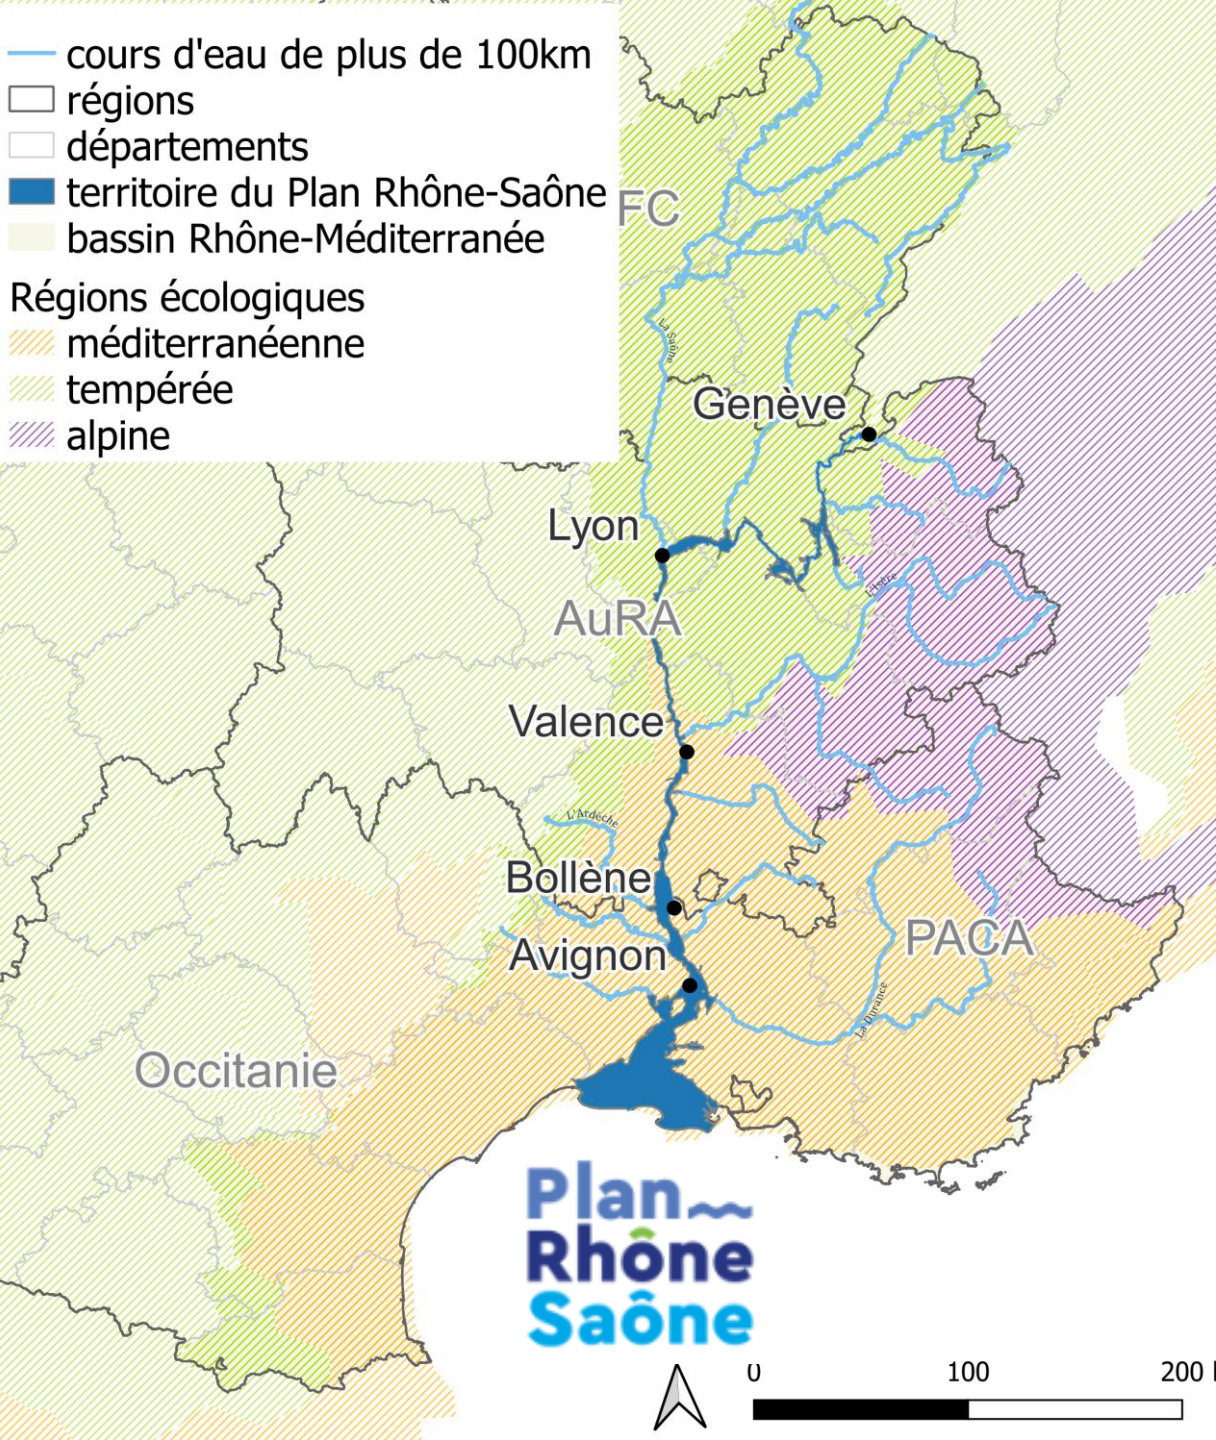 cours d'eau de plus de 100km
régions
départements
territoire du Plan Rhône-Saône
bassin Rhône-Méditerranée
Régions écologiques
méditerranéenne
tempérée
alpine
FC
La Saône
Genève
Lyon
L'Isère
AuRA
Valence
L'Ardèche
Bollène
PACA
Avignon
La Durance
Occitanie
Plan
Rhône
Saône
0 100 200